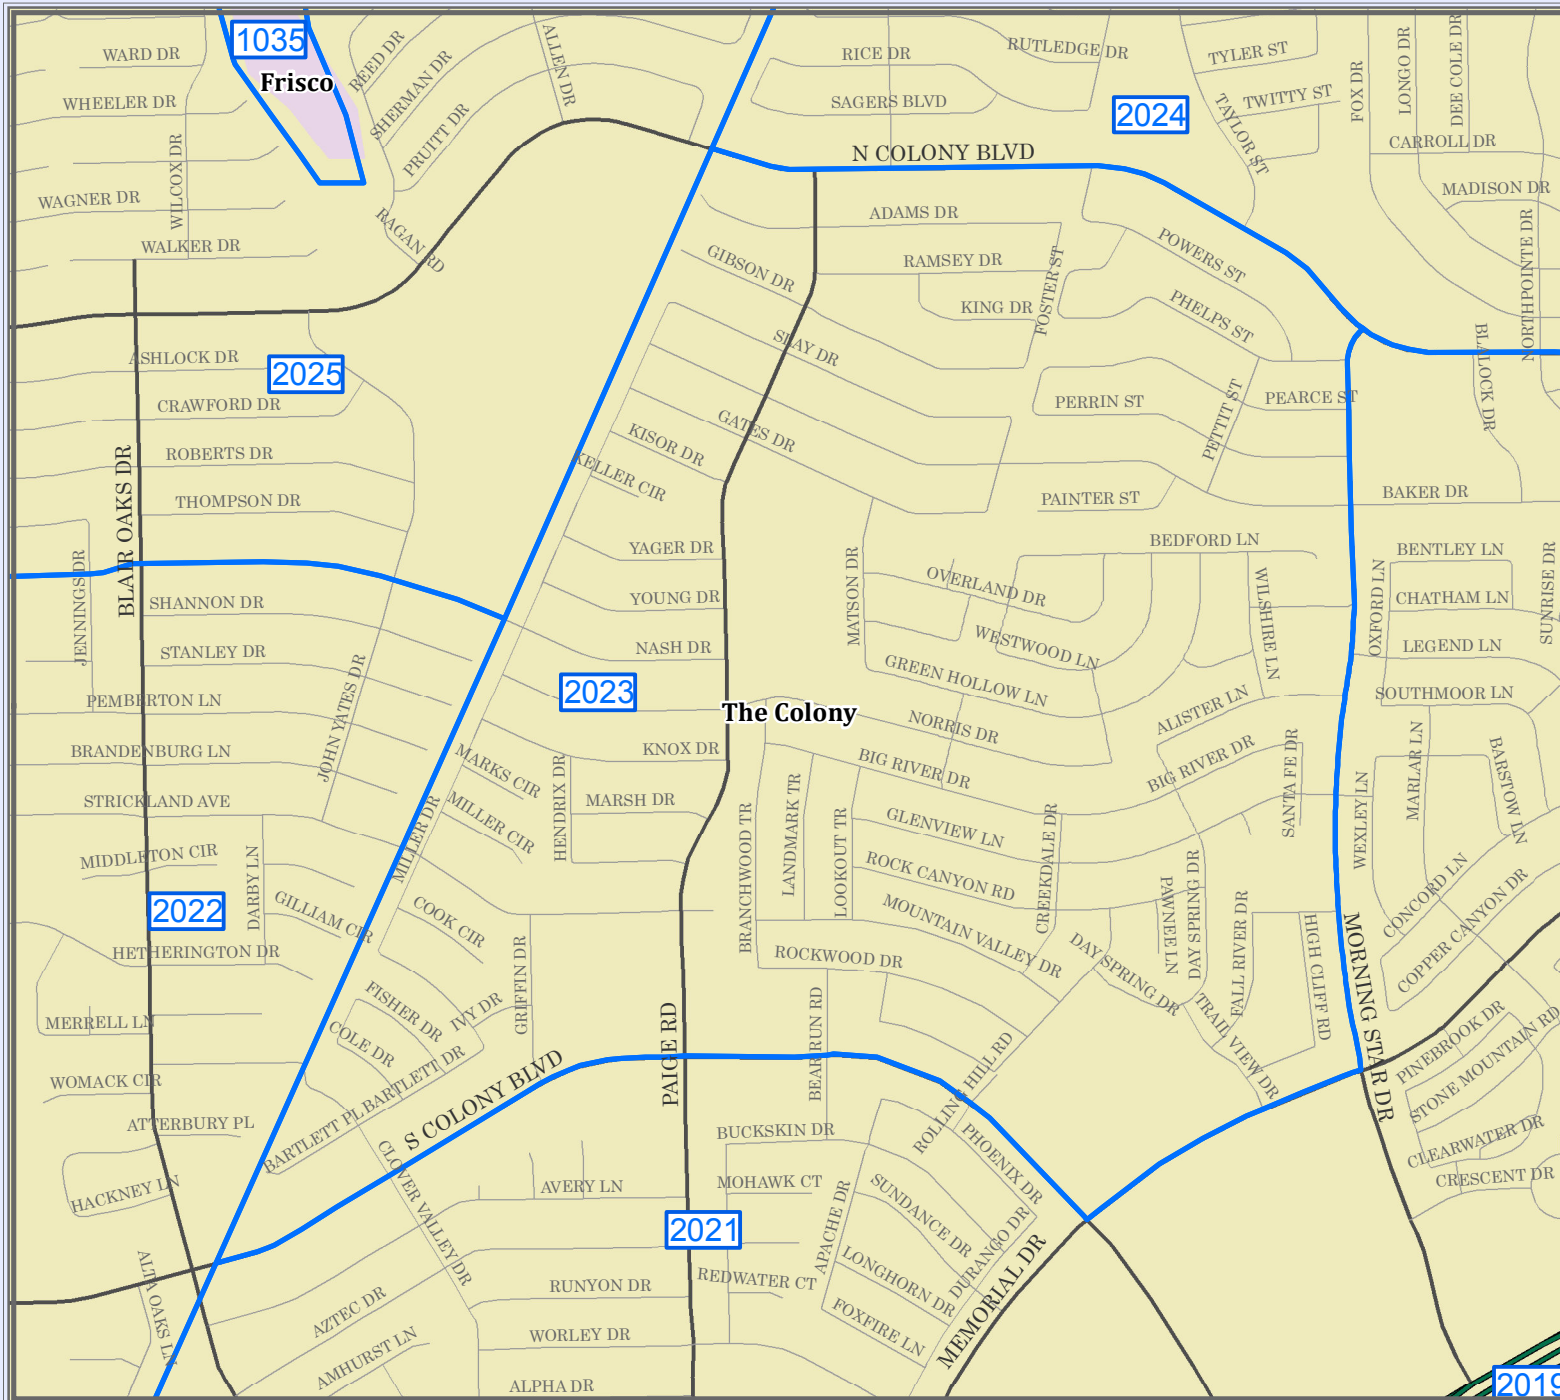 1035
Frisco
WARD DR
REED DR
SHERMAN DR
ALLEN DR
PRUITT DR
RICE DR
RUTLEDGE DR
TYLER ST
FOX DR
LONGO DR
DEE COLE DR
WHEELER DR
SAGERS BLVD
2024
TWITTY ST
TAYLOR ST
CARROLL DR
WILCOX DR
N COLONY BLVD
MADISON DR
WAGNER DR
RAGAN RD
ADAMS DR
POWERS ST
NORTHPOINTE DR
WALKER DR
GIBSON DR
RAMSEY DR
FOSTER ST
KING DR
PHELPS ST
BLALOCK DR
ASHLOCK DR
2025
SLAY DR
CRAWFORD DR
PERRIN ST
PETTIT ST
PEARCE ST
GATES DR
KISOR DR
ROBERTS DR
KELLER CIR
BLAIR OAKS DR
THOMPSON DR
PAINTER ST
BAKER DR
JENNINGS DR
YAGER DR
MATSON DR
BEDFORD LN
BENTLEY LN
OVERLAND DR
WILSHIRE LN
OXFORD LN
SUNRISE DR
SHANNON DR
YOUNG DR
CHATHAM LN
STANLEY DR
NASH DR
WESTWOOD LN
LEGEND LN
JOHN YATES DR
2023
GREEN HOLLOW LN
SOUTHMOOR LN
PEMBERTON LN
The Colony
NORRIS DR
ALISTER LN
BRANDENBURG LN
MARKS CIR
HENDRIX DR
KNOX DR
BIG RIVER DR
BIG RIVER DR
SANTA FE DR
WEXLEY LN
MARLAR LN
BARSTOW LN
STRICKLAND AVE
MILLER DR
MILLER CIR
MARSH DR
BRANCHWOOD TR
LANDMARK TR
LOOKOUT TR
GLENVIEW LN
CREEKDALE DR
MIDDLETON CIR
DARBY LN
ROCK CANYON RD
PAWNEE LN
DAY SPRING DR
FALL RIVER DR
HIGH CLIFF RD
CONCORD LN
2022
GILLIAM CIR
COOK CIR
MOUNTAIN VALLEY DR
COPPER CANYON DR
MORNING STAR DR
HETHERINGTON DR
GRIFFIN DR
ROCKWOOD DR
DAY SPRING DR
FISHER DR
IVY DR
BEAR RUN RD
TRAIL VIEW DR
MERRELL LN
COLE DR
PAIGE RD
ROLLING HILL RD
PINEBROOK DR
STONE MOUNTAIN RD
WOMACK CIR
BARTLETT DR
BARTLETT PL
S COLONY BLVD
ATTERBURY PL
BUCKSKIN DR
PHOENIX DR
CLEARWATER DR
HACKNEY LN
CLOVER VALLEY DR
AVERY LN
MOHAWK CT
APACHE DR
SUNDANCE DR
CRESCENT DR
2021
DURANGO DR
ALTA OAKS LN
AZTEC DR
RUNYON DR
REDWATER CT
LONGHORN DR
MEMORIAL DR
AMHURST LN
WORLEY DR
FOXFIRE LN
ALPHA DR
2019